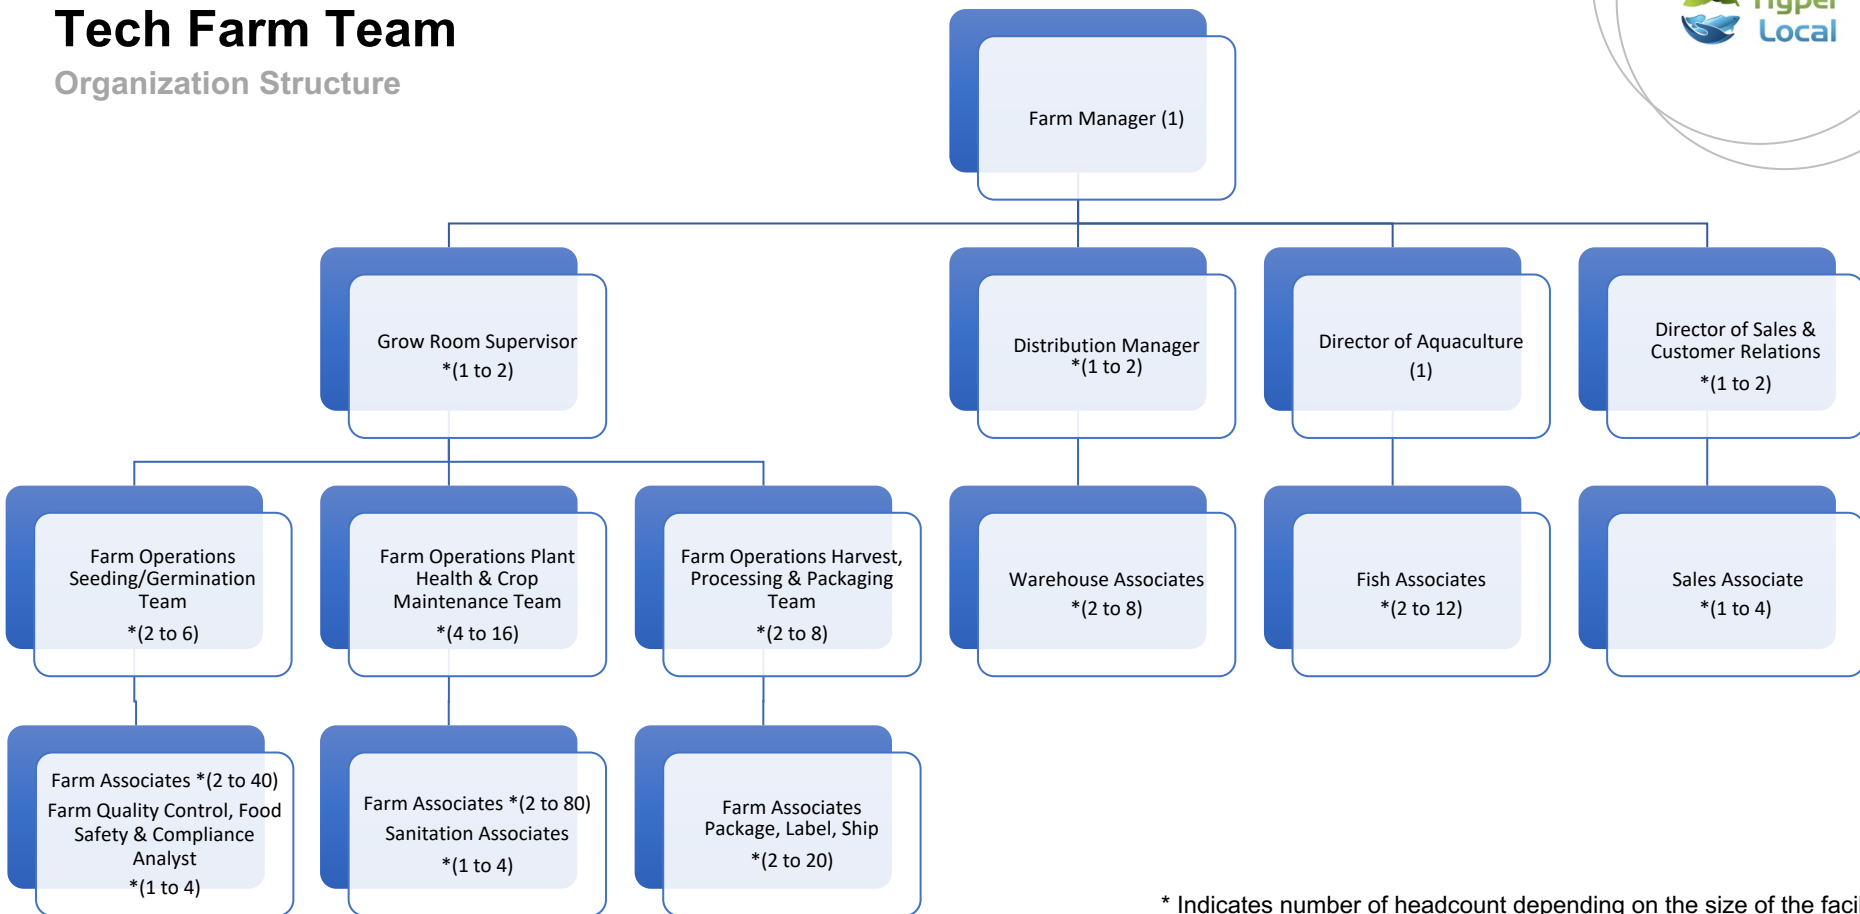 Tech Farm Team
Organization Structure
Local
Farm Manager (1)
Grow Room Supervisor
*(1 to 2)
Distribution Manager
*(1 to 2)
Director of Aquaculture
(1)
Director of Sales &
Customer Relations
*(1 to 2)
Farm Operations
Seeding/Germination
Team
*(2 to 6)
Farm Operations Plant
Health & Crop
Maintenance Team
*(4 to 16)
Farm Operations Harvest,
Processing & Packaging
Team
*(2 to 8)
Warehouse Associates
*(2 to 8)
Fish Associates
*(2 to 12)
Sales Associate
*(1 to 4)
Farm Associates *(2 to 40)
Farm Quality Control, Food
Safety & Compliance
Analyst
*(1 to 4)
Farm Associates *(2 to 80)
Sanitation Associates
*(1 to 4)
Farm Associates
Package, Label, Ship
*(2 to 20)
* Indicates number of headcount depending on the size of the